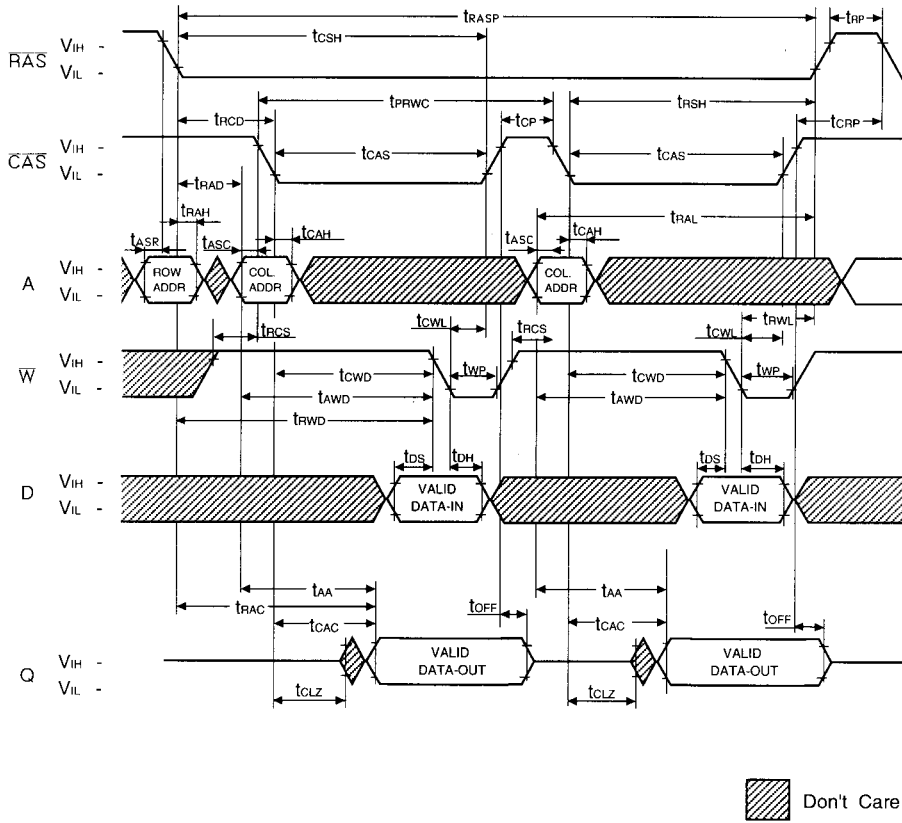 tRASP
tRP
tCSH
RAS VIH - VIL -
tPRWC
tRSH
tRCD
tCP
tCRP
CAS VIH - VIL -
tCAS
tCAS
tRAD
tRAH
tRAL
tASR
tASC
tCAH
tASC
tCAH
A VIH - VIL -
ROW ADDR
COL. ADDR
COL. ADDR
tRCS
tCWL
tRCS
tCWL
tRWL
W VIH - VIL -
tCWD
tWP
tCWD
tWP
tAWD
tAWD
tRWD
tDS
tDH
tDS
tDH
D VIH - VIL -
VALID DATA-IN
VALID DATA-IN
tAA
tAA
tRAC
tOFF
tOFF
tCAC
tCAC
Q VIH - VIL -
VALID DATA-OUT
VALID DATA-OUT
tCLZ
tCLZ
Don't Care